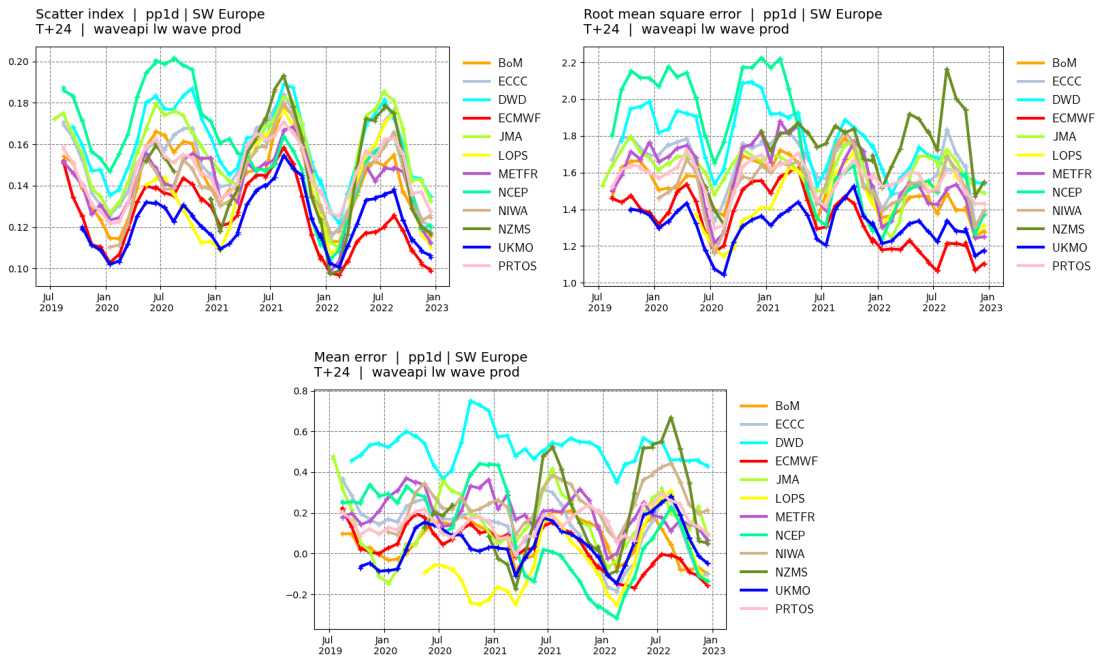 Scatter index | pp1d | SW Europe
T+24 | waveapi lw wave prod
0.20
0.18
0.16
0.14
0.12
0.10
Jul 2019
Jan 2020
Jul 2020
Jan 2021
Jul 2021
Jan 2022
Jul 2022
Jan 2023
BoM
ECCC
DWD
ECMWF
JMA
LOPS
METFR
NCEP
NIWA
NZMS
UKMO
PRTOS
Root mean square error | pp1d | SW Europe
T+24 | waveapi lw wave prod
2.2
2.0
1.8
1.6
1.4
1.2
1.0
Jul 2019
Jan 2020
Jul 2020
Jan 2021
Jul 2021
Jan 2022
Jul 2022
Jan 2023
BoM
ECCC
DWD
ECMWF
JMA
LOPS
METFR
NCEP
NIWA
NZMS
UKMO
PRTOS
Mean error | pp1d | SW Europe
T+24 | waveapi lw wave prod
0.8
0.6
0.4
0.2
0.0
−0.2
Jul 2019
Jan 2020
Jul 2020
Jan 2021
Jul 2021
Jan 2022
Jul 2022
Jan 2023
BoM
ECCC
DWD
ECMWF
JMA
LOPS
METFR
NCEP
NIWA
NZMS
UKMO
PRTOS